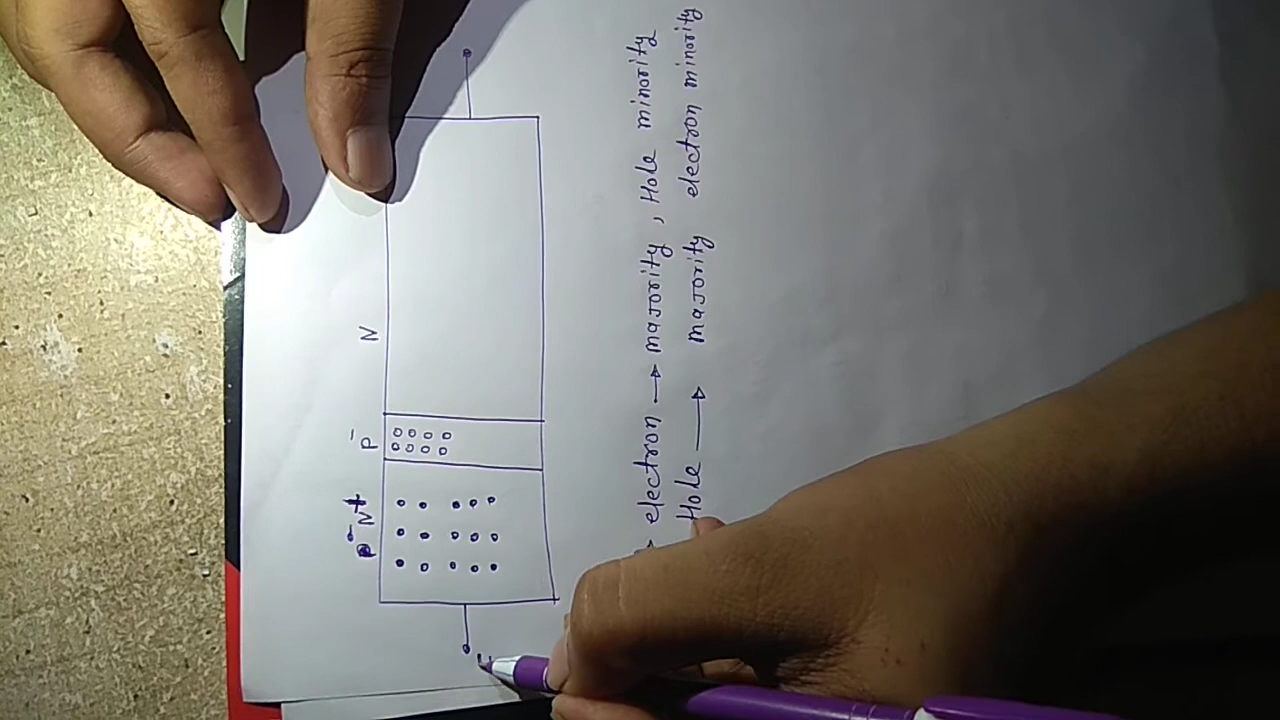 N⁺ P⁻ N
electron → majority, Hole minority
Hole → majority electron minority